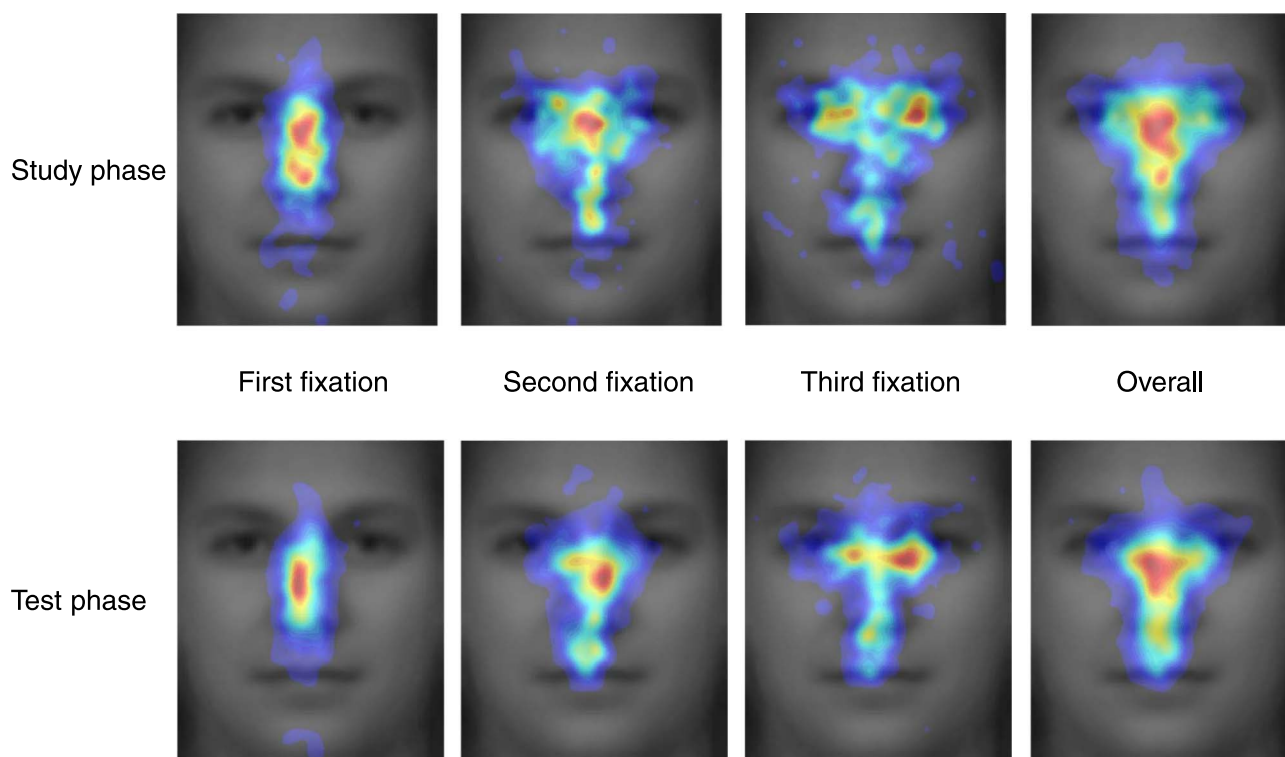 Study phase
First fixation
Second fixation
Third fixation
Overall
Test phase